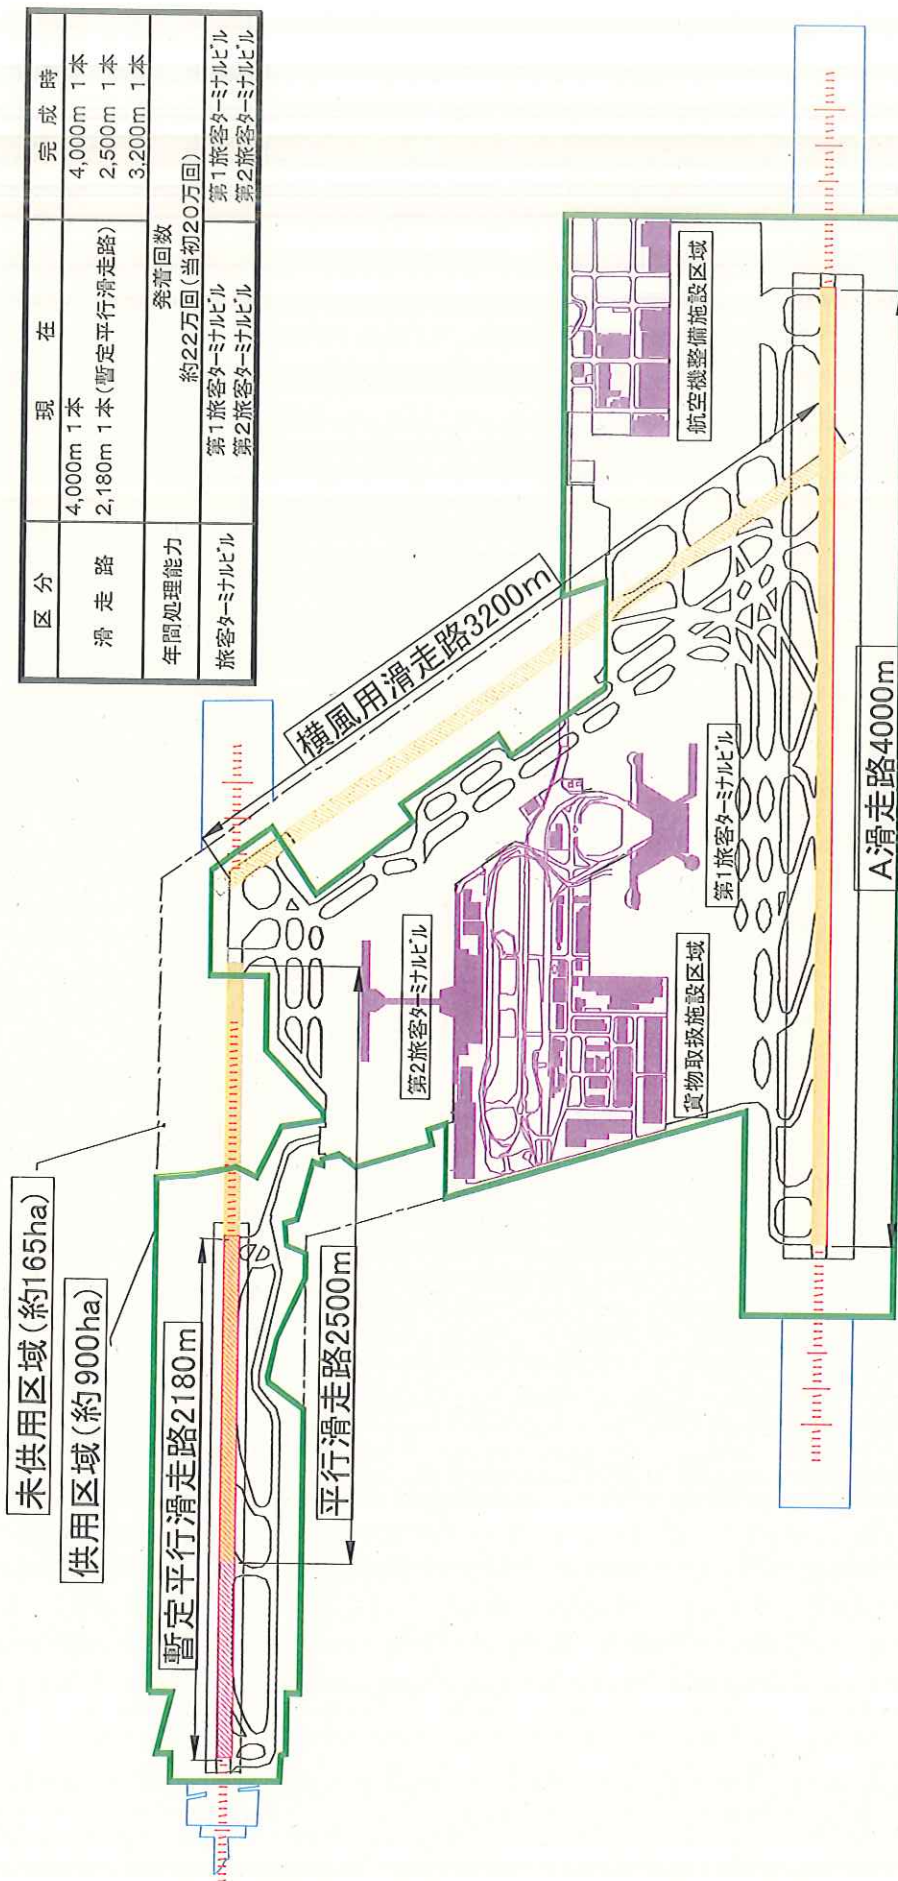 区分 現在 完成時
滑走路 4,000m 1本 4,000m 1本
2,180m 1本(暫定平行滑走路) 2,500m 1本
3,200m 1本
年間処理能力 発着回数
約22万回(当初20万回)
旅客ターミナルビル 第1旅客ターミナルビル 第1旅客ターミナルビル
第2旅客ターミナルビル 第2旅客ターミナルビル
未供用区域(約165ha)
供用区域(約900ha)
暫定平行滑走路2180m
平行滑走路2500m
横風用滑走路3200m
第2旅客ターミナルビル
貨物取扱施設区域
第1旅客ターミナルビル
航空機整備施設区域
A滑走路4000m